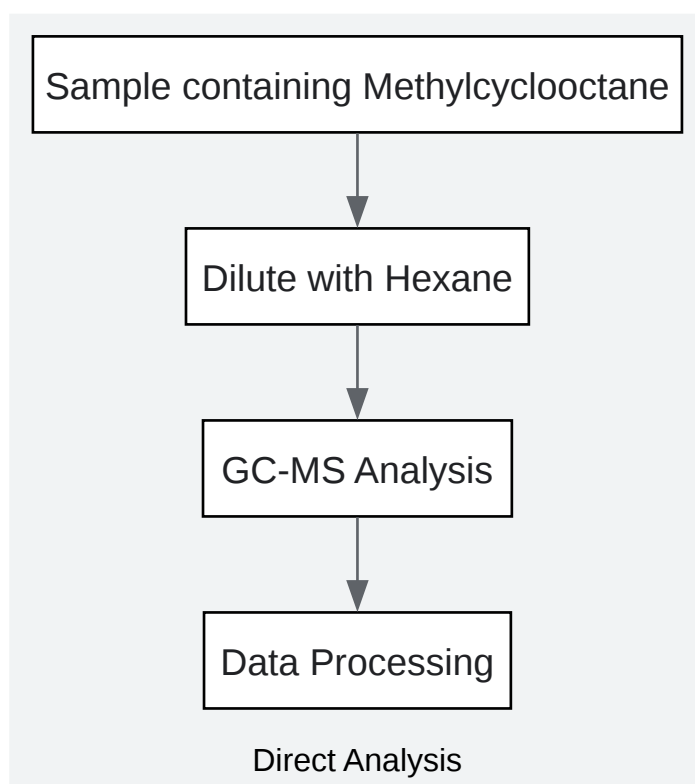 Sample containing Methylcyclooctane
Dilute with Hexane
GC-MS Analysis
Data Processing
Direct Analysis